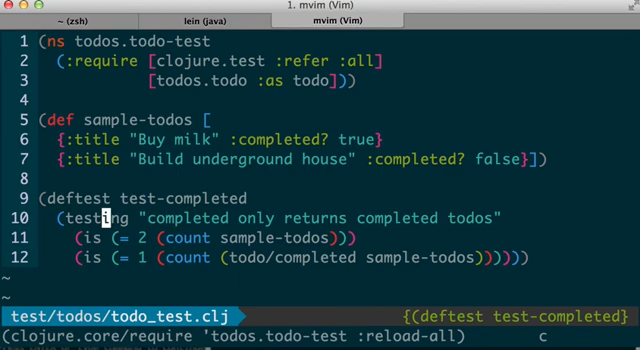 1. mvim (Vim)
~ (zsh) lein (java) mvim (Vim)
1 (ns todos.todo-test
2 (:require [clojure.test :refer :all]
3 [todos.todo :as todo]))
4
5 (def sample-todos [
6 {:title "Buy milk" :completed? true}
7 {:title "Build underground house" :completed? false}])
8
9 (deftest test-completed
10 (testing "completed only returns completed todos"
11 (is (= 2 (count sample-todos)))
12 (is (= 1 (count (todo/completed sample-todos))))))
~
~
test/todos/todo_test.clj {(deftest test-completed}
(clojure.core/require 'todos.todo-test :reload-all) c